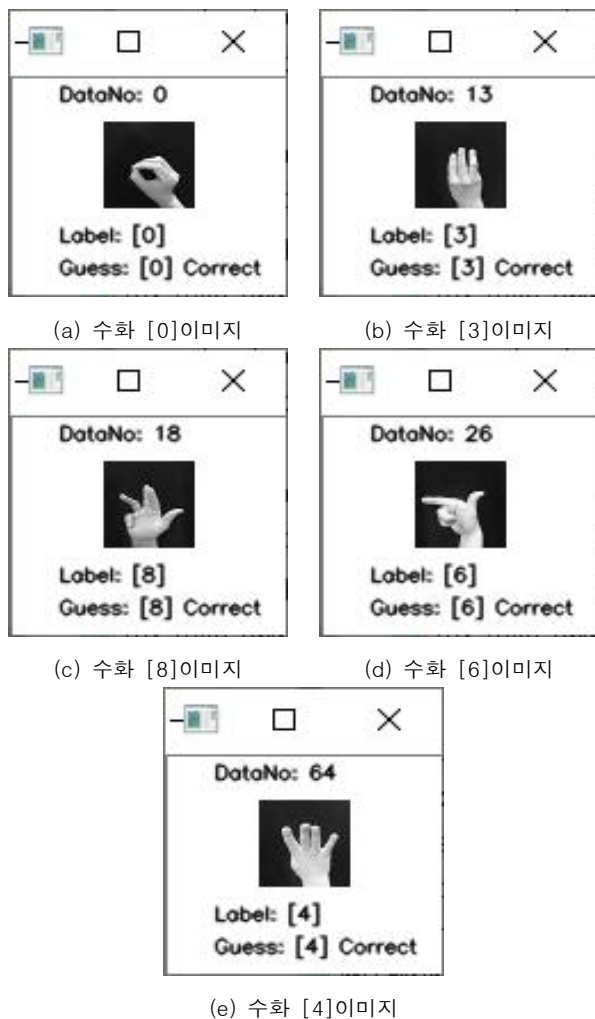 DataNo: 0
Label: [0]
Guess: [0] Correct
(a) 수화 [0]이미지
DataNo: 13
Label: [3]
Guess: [3] Correct
(b) 수화 [3]이미지
DataNo: 18
Label: [8]
Guess: [8] Correct
(c) 수화 [8]이미지
DataNo: 26
Label: [6]
Guess: [6] Correct
(d) 수화 [6]이미지
DataNo: 64
Label: [4]
Guess: [4] Correct
(e) 수화 [4]이미지